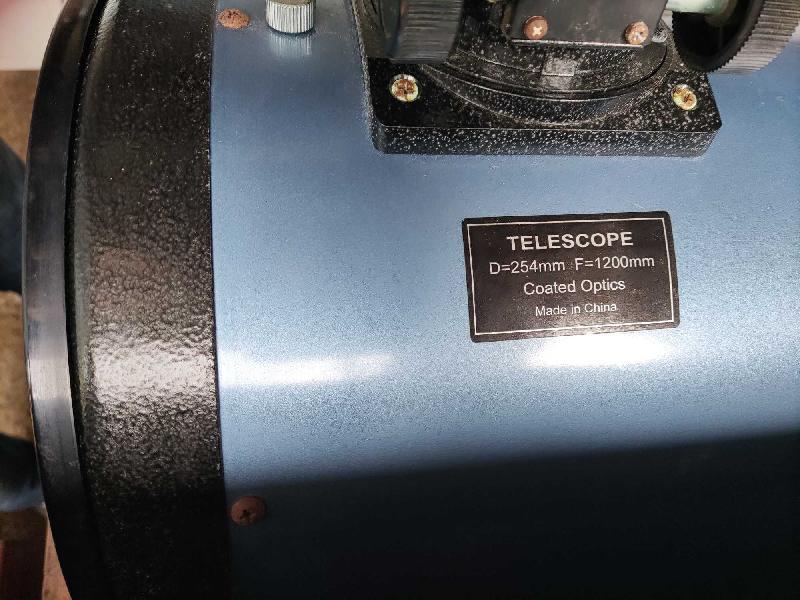 TELESCOPE
D=254mm F=1200mm
Coated Optics
Made in China